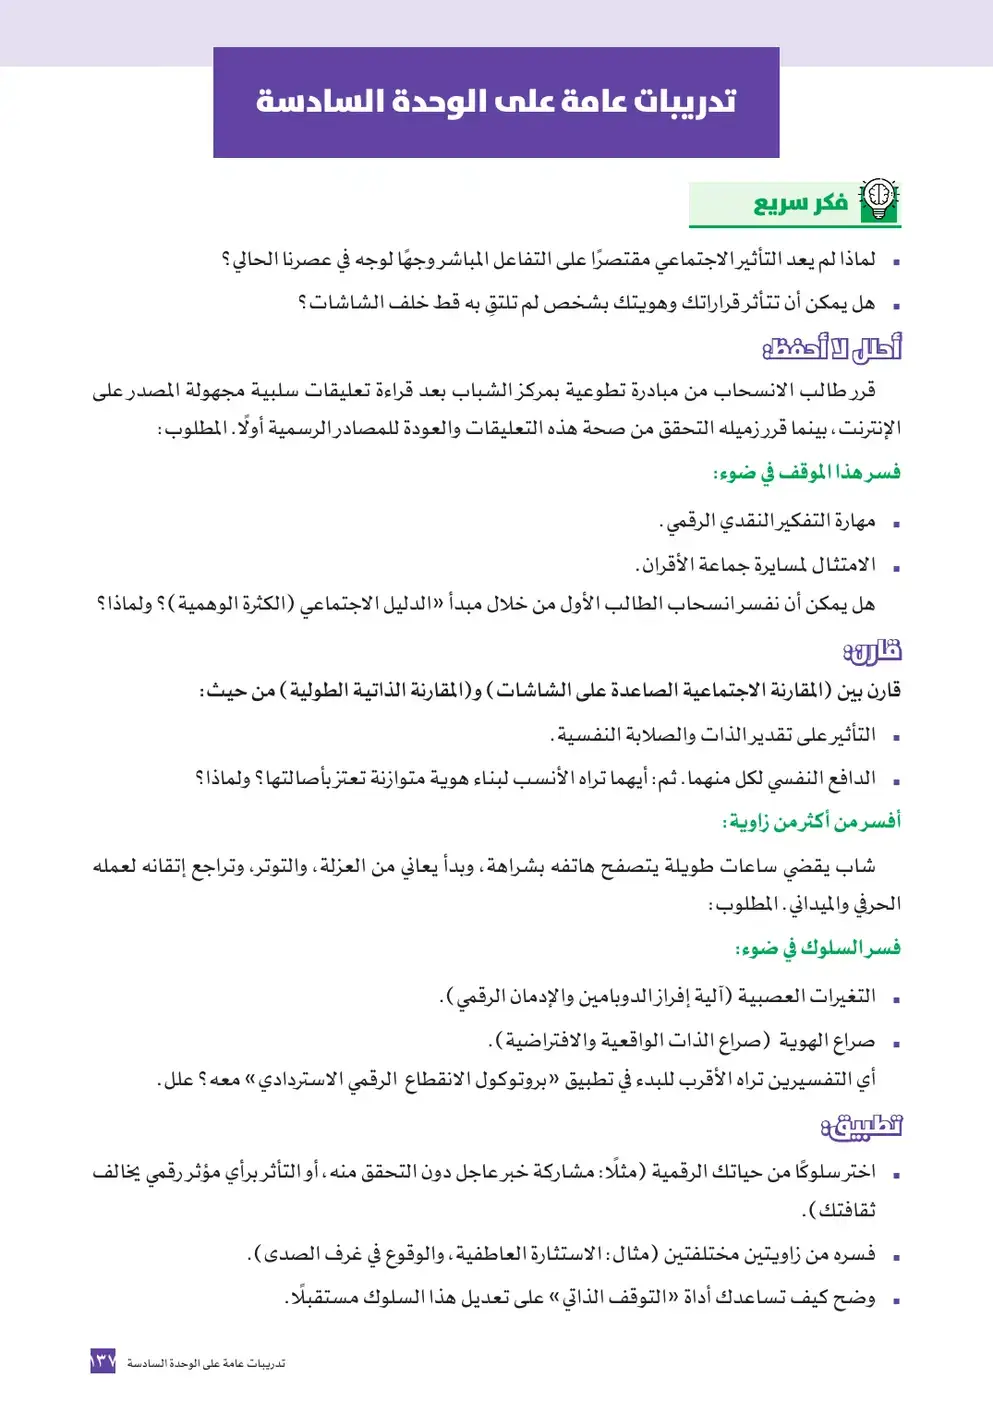 تدريبات عامة على الوحدة السادسة
فكر سريع
▪ لماذا لم يعد التأثير الاجتماعي مقتصرًا على التفاعل المباشر وجهًا لوجه في عصرنا الحالي؟
▪ هل يمكن أن تتأثر قراراتك وهويتك بشخص لم تلتقِ به قط خلف الشاشات؟
أحلل لا أحفظ:
قرر طالب الانسحاب من مبادرة تطوعية بمركز الشباب بعد قراءة تعليقات سلبية مجهولة المصدر على
الإنترنت، بينما قرر زميله التحقق من صحة هذه التعليقات والعودة للمصادر الرسمية أولًا. المطلوب:
فسر هذا الموقف في ضوء:
▪ مهارة التفكير النقدي الرقمي.
▪ الامتثال لمسايرة جماعة الأقران.
هل يمكن أن نفسر انسحاب الطالب الأول من خلال مبدأ «الدليل الاجتماعي (الكثرة الوهمية)؟ ولماذا؟
قارن:
قارن بين (المقارنة الاجتماعية الصاعدة على الشاشات) و(المقارنة الذاتية الطولية) من حيث:
▪ التأثير على تقدير الذات والصلابة النفسية.
▪ الدافع النفسي لكل منهما. ثم: أيهما تراه الأنسب لبناء هوية متوازنة تعتز بأصالتها؟ ولماذا؟
أفسر من أكثر من زاوية:
شاب يقضي ساعات طويلة يتصفح هاتفه بشراهة، وبدأ يعاني من العزلة، والتوتر، وتراجع إتقانه لعمله
الحرفي والميداني. المطلوب:
فسر السلوك في ضوء:
▪ التغيرات العصبية (آلية إفراز الدوبامين والإدمان الرقمي).
▪ صراع الهوية (صراع الذات الواقعية والافتراضية).
أي التفسيرين تراه الأقرب للبدء في تطبيق «بروتوكول الانقطاع الرقمي الاستردادي» معه؟ علل.
تطبيق:
▪ اختر سلوكًا من حياتك الرقمية (مثلًا: مشاركة خبر عاجل دون التحقق منه، أو التأثر برأي مؤثر رقمي يخالف
ثقافتك).
▪ فسره من زاويتين مختلفتين (مثال: الاستثارة العاطفية، والوقوع في غرف الصدى).
▪ وضح كيف تساعدك أداة «التوقف الذاتي» على تعديل هذا السلوك مستقبلًا.
تدريبات عامة على الوحدة السادسة ١٣٧